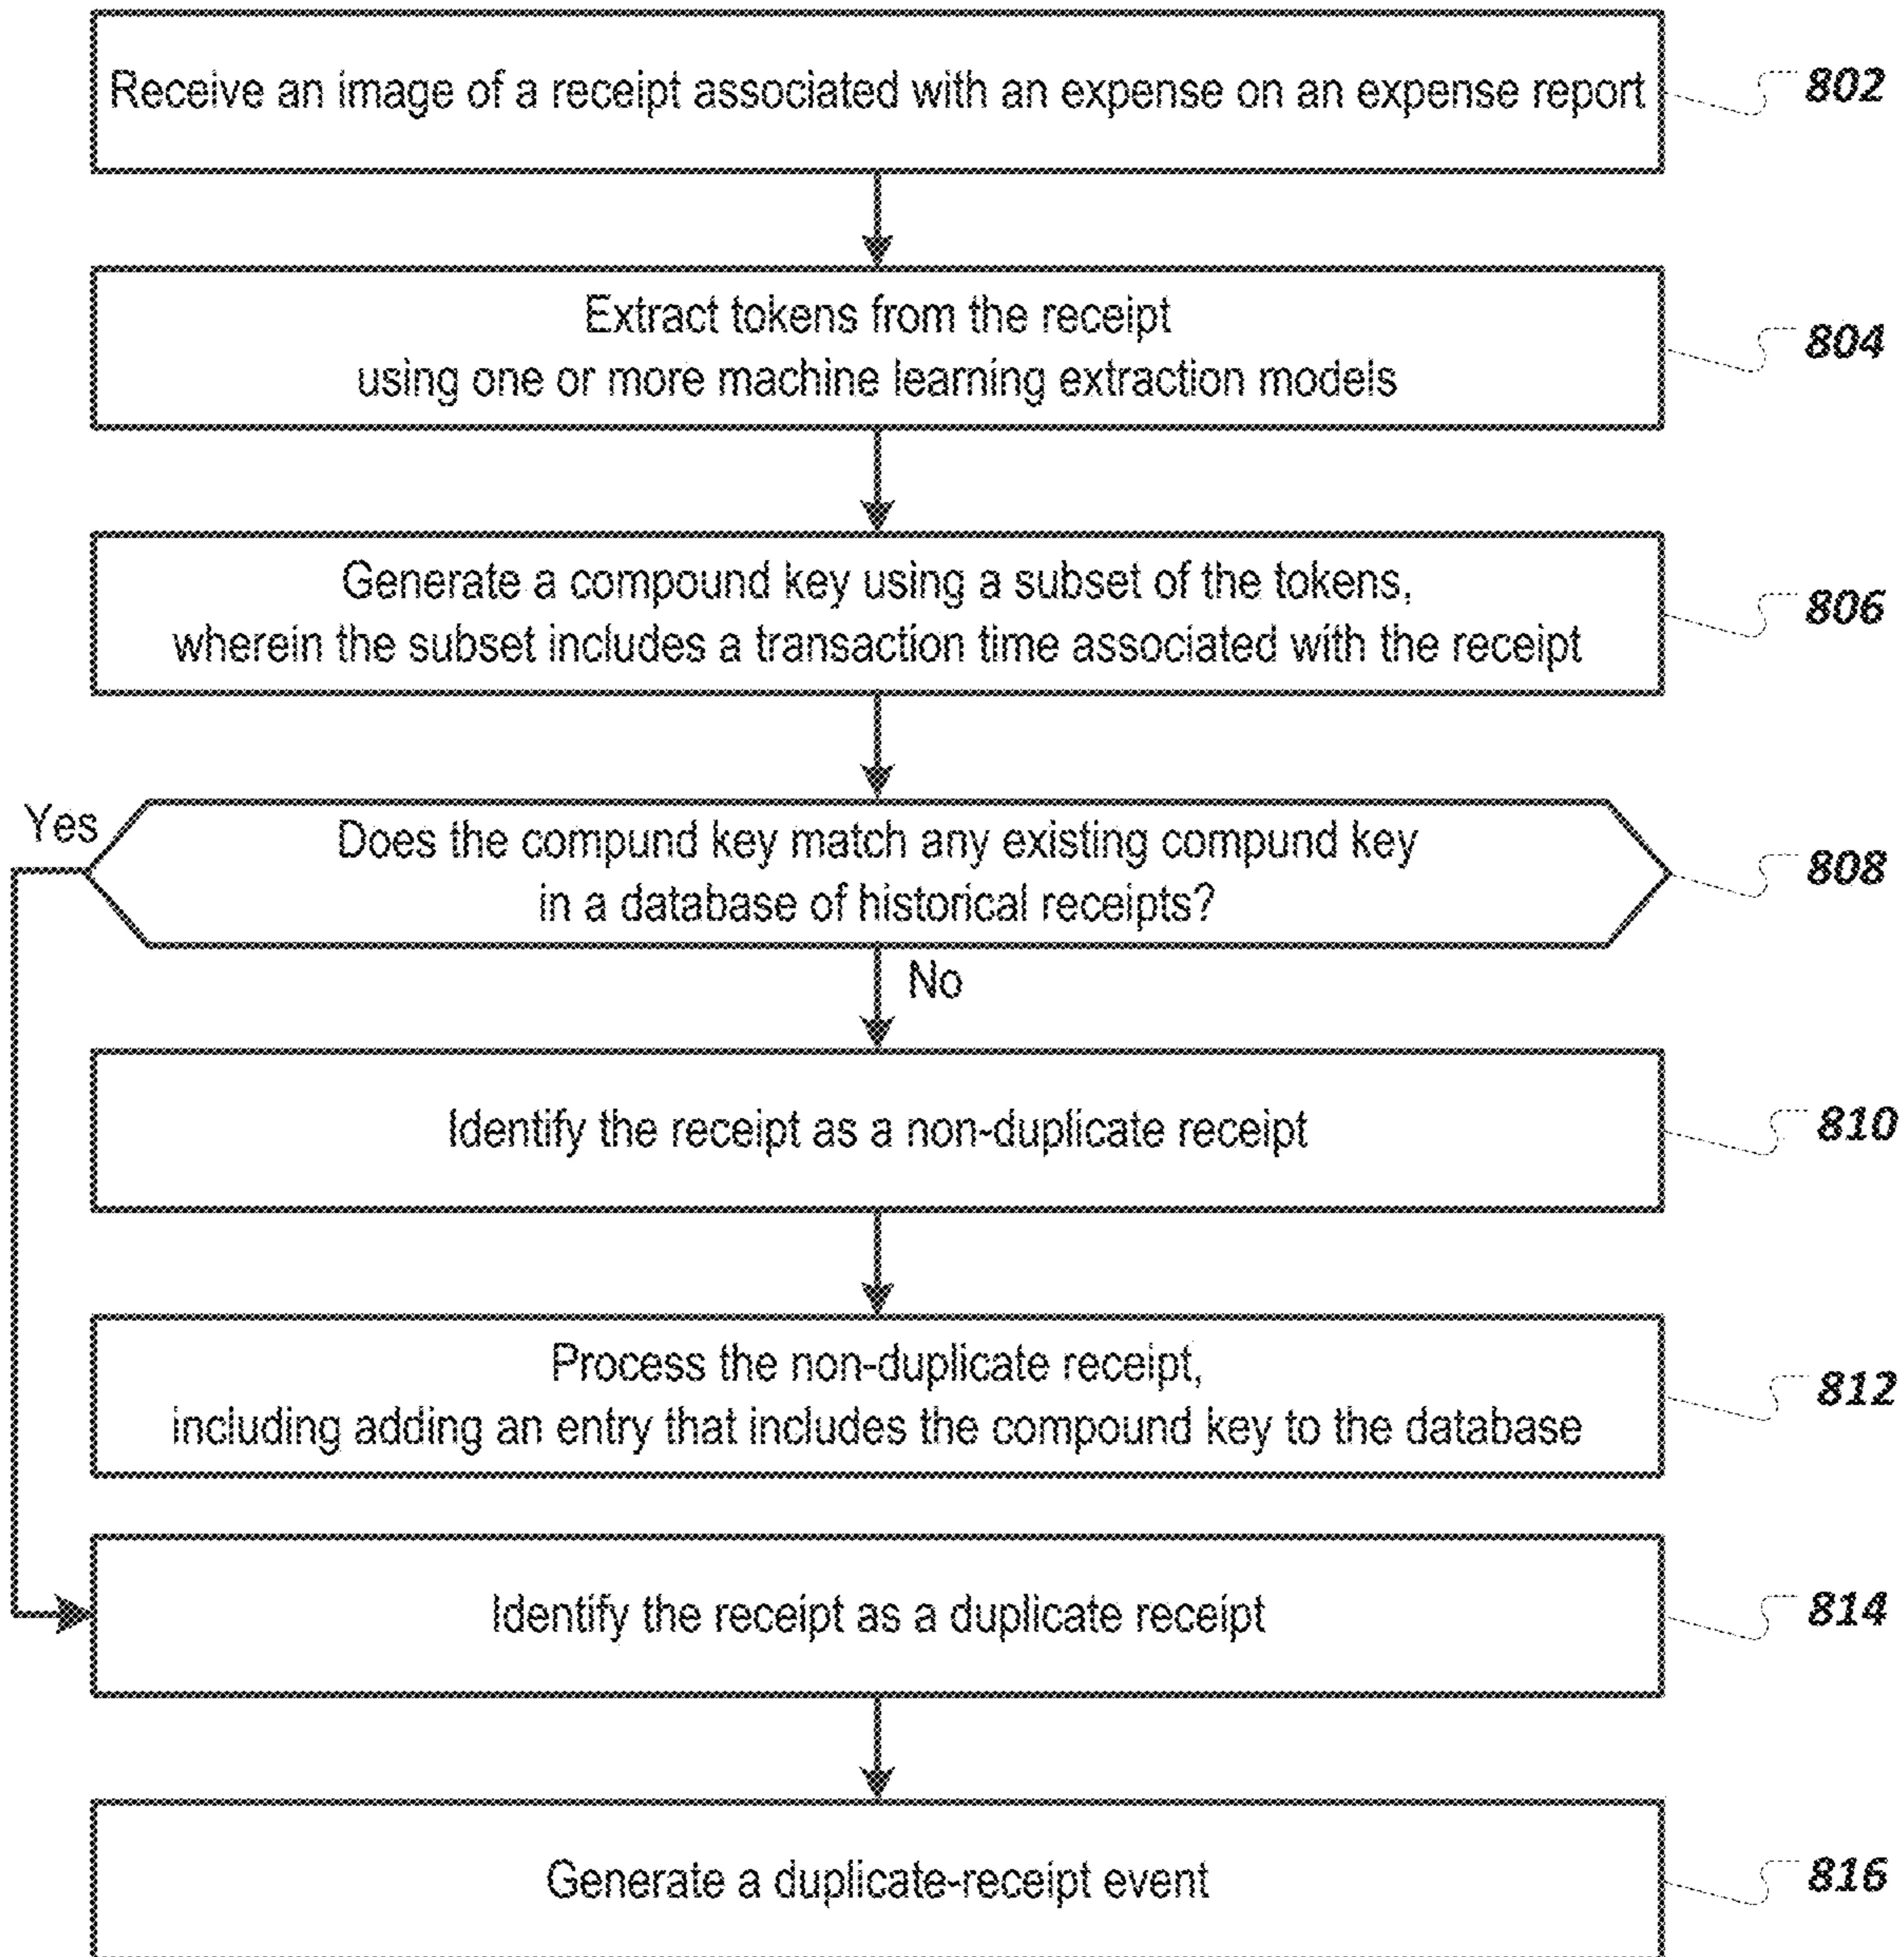 Receive an image of a receipt associated with an expense on an expense report
802
Extract tokens from the receipt
using one or more machine learning extraction models
804
Generate a compound key using a subset of the tokens,
wherein the subset includes a transaction time associated with the receipt
806
Yes
Does the compund key match any existing compund key
in a database of historical receipts?
808
No
Identify the receipt as a non-duplicate receipt
810
Process the non-duplicate receipt,
including adding an entry that includes the compound key to the database
812
Identify the receipt as a duplicate receipt
814
Generate a duplicate-receipt event
816